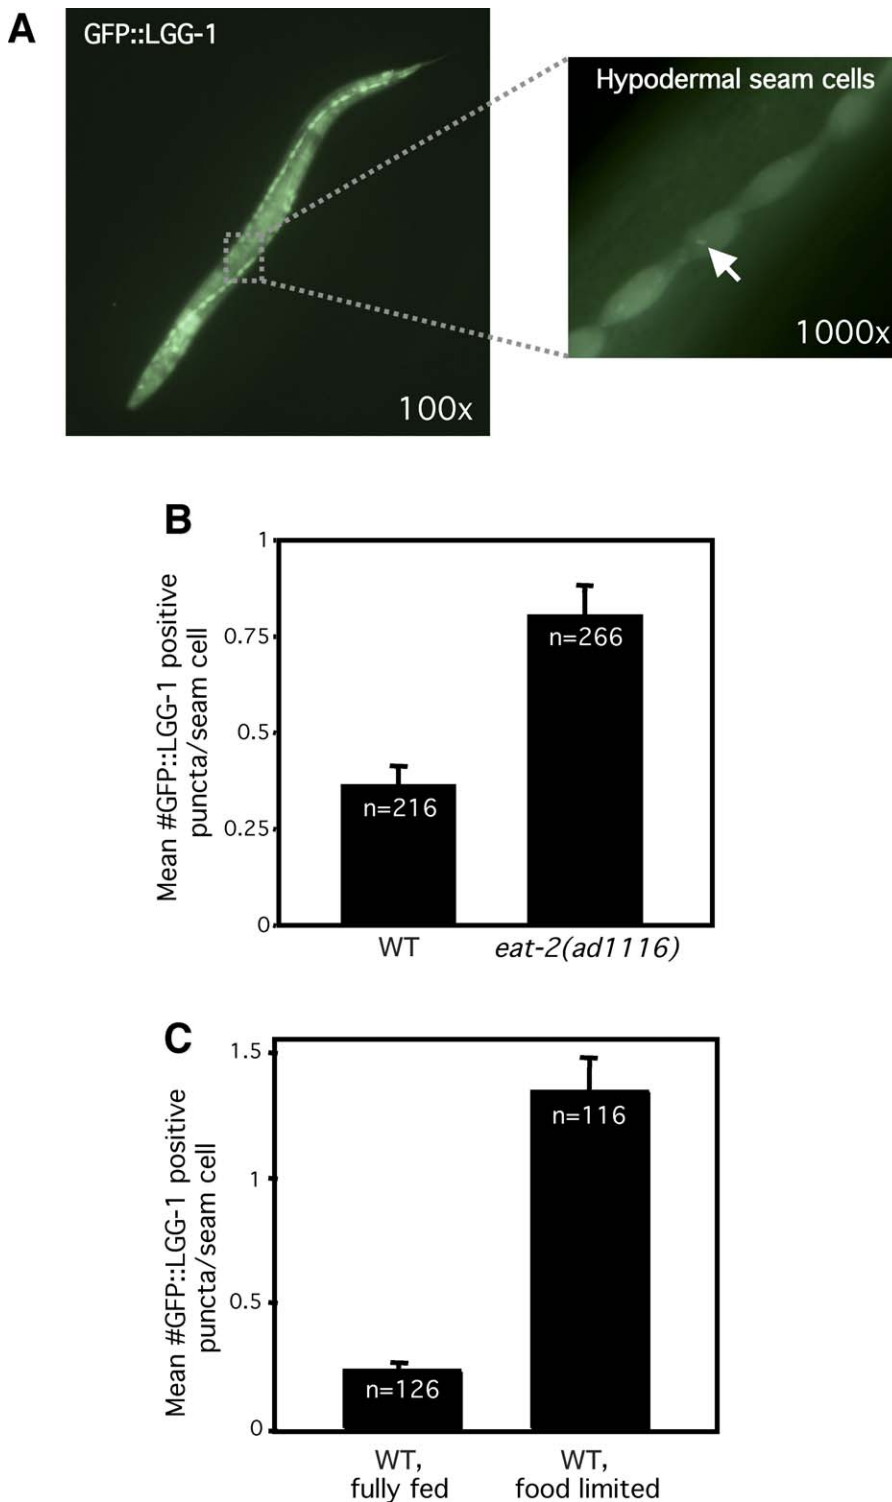 A
GFP::LGG-1
100x
Hypodermal seam cells
1000x
B
Mean #GFP::LGG-1 positive
puncta/seam cell
1
0.75
0.5
0.25
0
n=216
n=266
WT
eat-2(ad1116)
C
Mean #GFP::LGG-1 positive
puncta/seam cell
1.5
1
0.5
0
n=126
n=116
WT,
fully fed
WT,
food limited